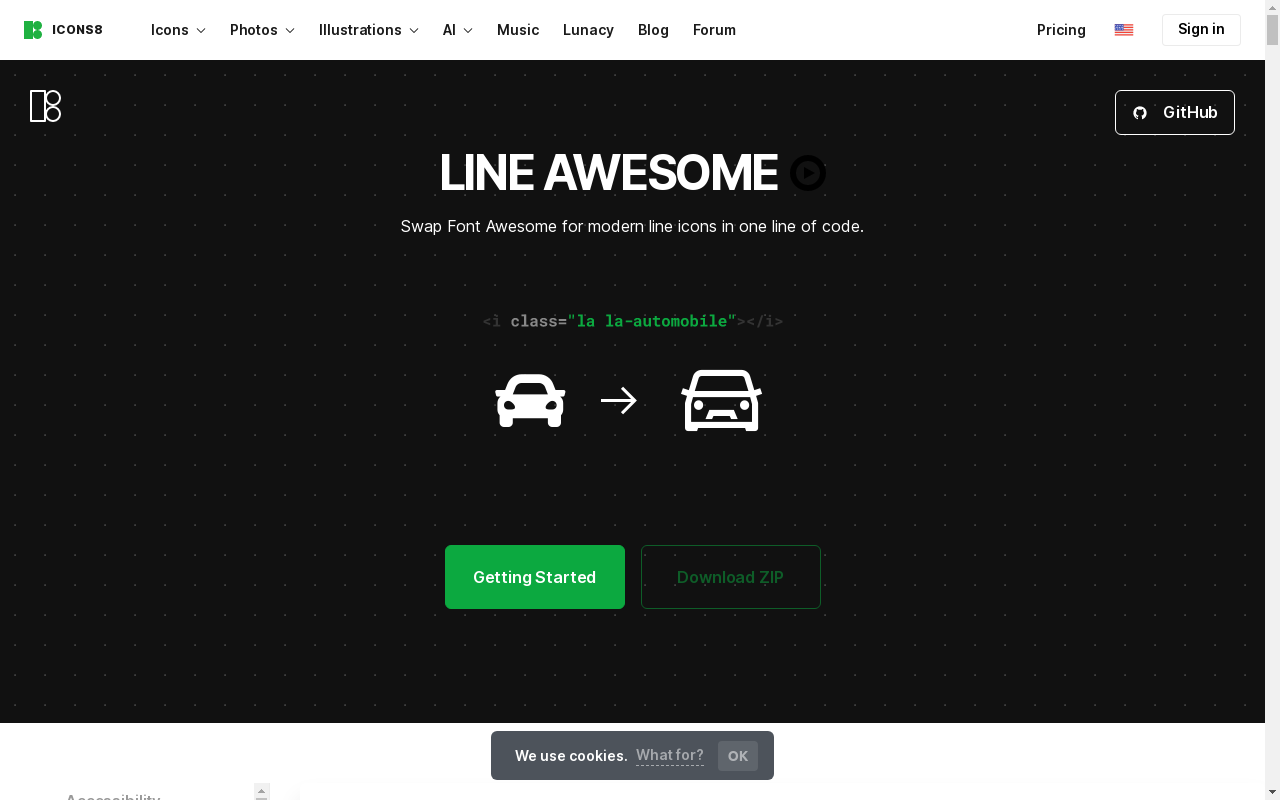 ICONS8 Icons Photos Illustrations AI Music Lunacy Blog Forum Pricing Sign in
GitHub
LINE AWESOME
Swap Font Awesome for modern line icons in one line of code.
<i class="la la-automobile"></i>
Getting Started Download ZIP
We use cookies. What for? OK
Accessibility